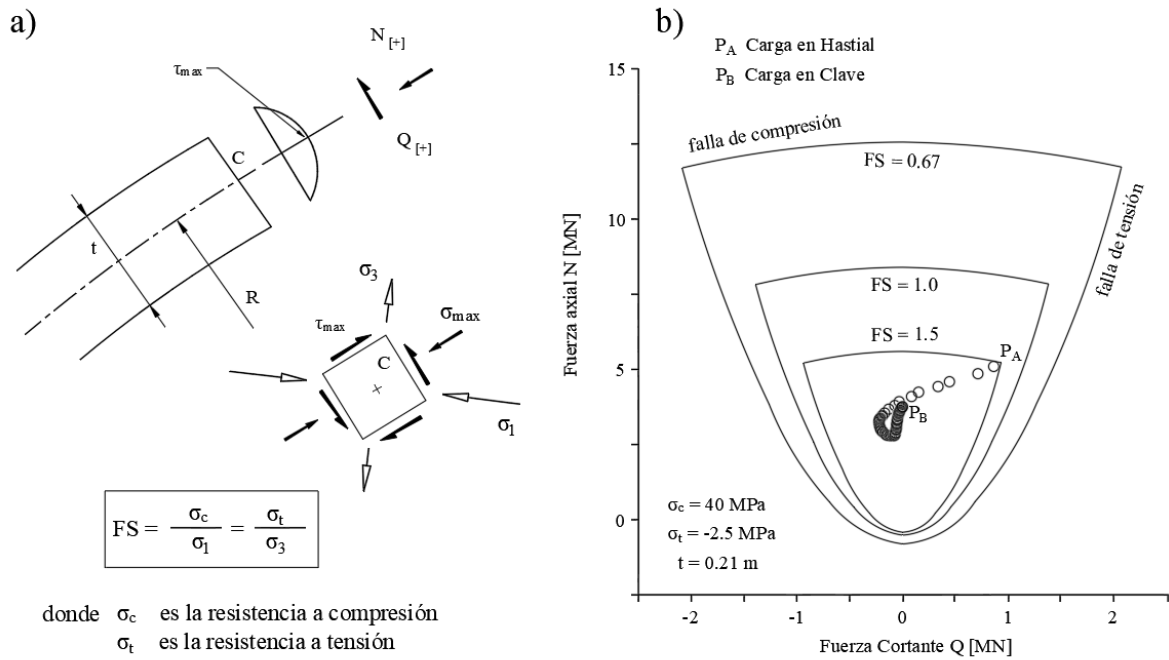 a)
N [+]
τmax
Q [+]
C
t
R
σ3
τmax
σmax
C
σ1
FS = σc / σ1 = σt / σ3
donde σc es la resistencia a compresión
σt es la resistencia a tensión
b)
PA Carga en Hastial
PB Carga en Clave
15
10
5
0
Fuerza axial N [MN]
falla de compresión
FS = 0.67
falla de tensión
FS = 1.0
FS = 1.5
PA
PB
σc = 40 MPa
σt = -2.5 MPa
t = 0.21 m
-2 -1 0 1 2
Fuerza Cortante Q [MN]